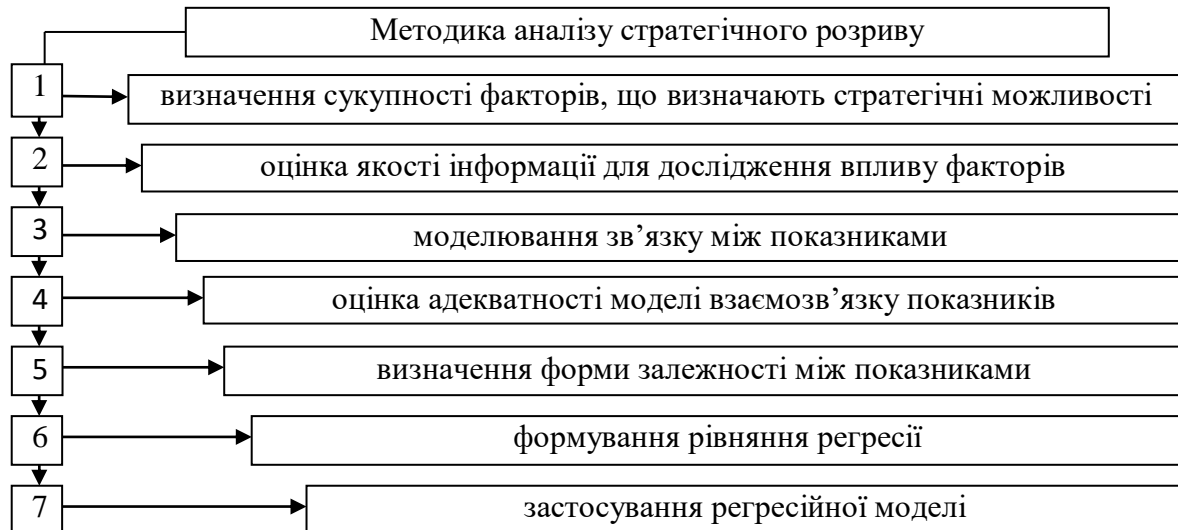 Методика аналізу стратегічного розриву
1 визначення сукупності факторів, що визначають стратегічні можливості
2 оцінка якості інформації для дослідження впливу факторів
3 моделювання зв’язку між показниками
4 оцінка адекватності моделі взаємозв’язку показників
5 визначення форми залежності між показниками
6 формування рівняння регресії
7 застосування регресійної моделі